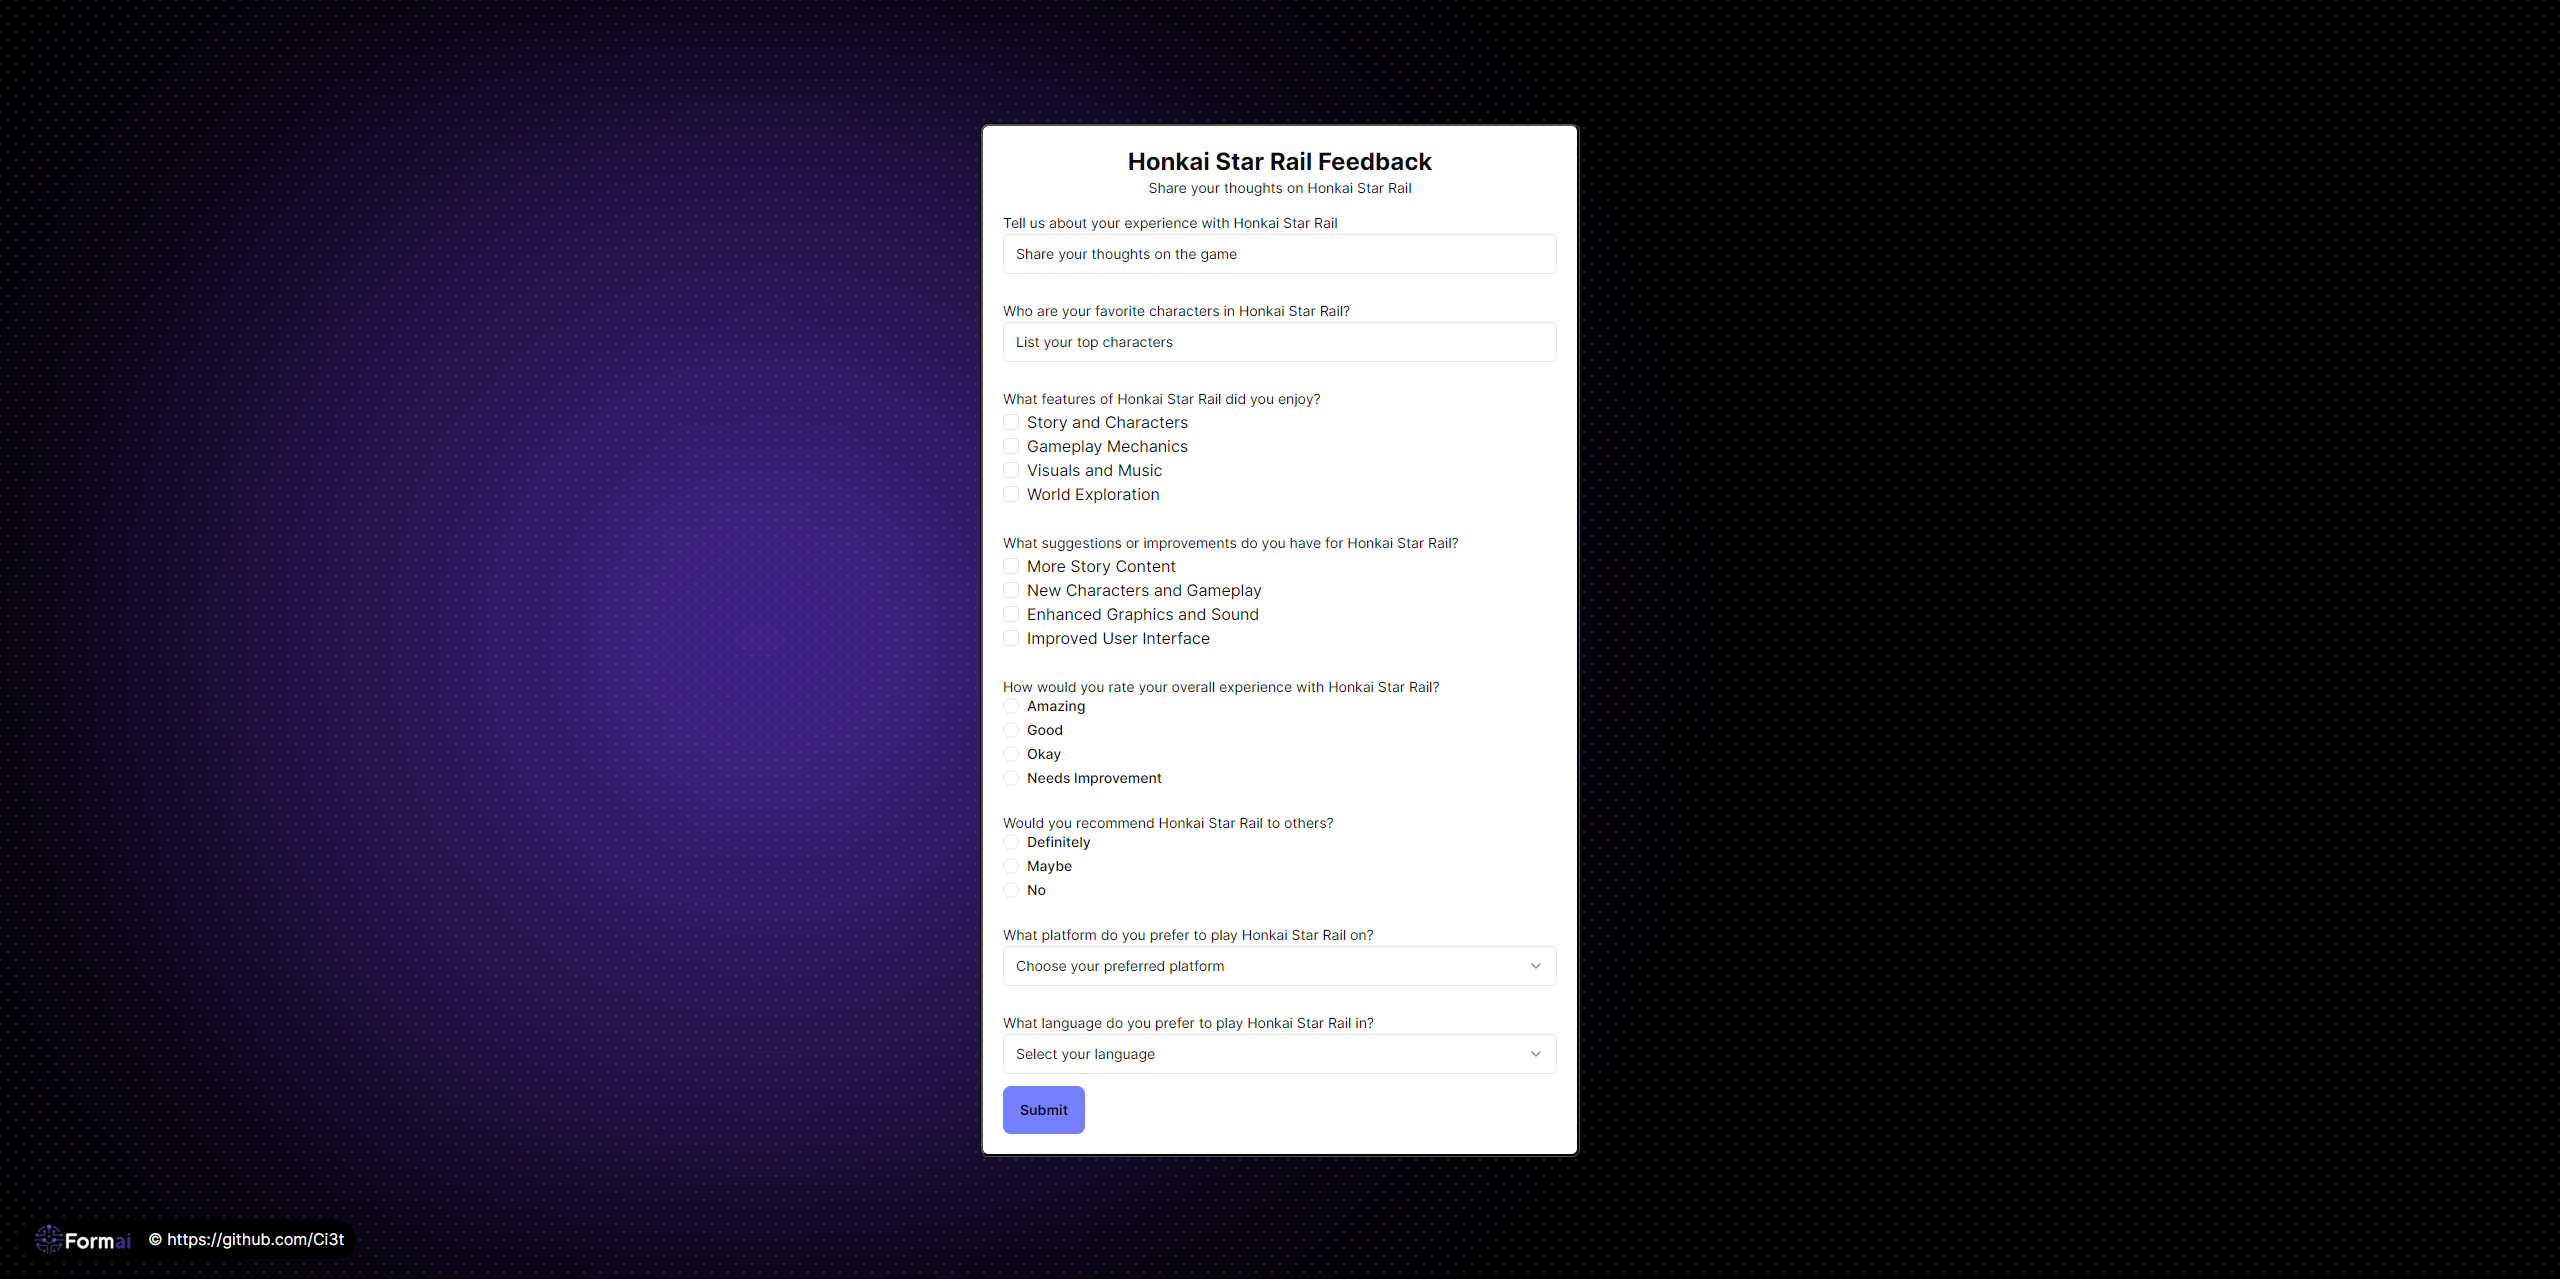 Honkai Star Rail Feedback
Share your thoughts on Honkai Star Rail
Tell us about your experience with Honkai Star Rail
Share your thoughts on the game
Who are your favorite characters in Honkai Star Rail?
List your top characters
What features of Honkai Star Rail did you enjoy?
Story and Characters
Gameplay Mechanics
Visuals and Music
World Exploration
What suggestions or improvements do you have for Honkai Star Rail?
More Story Content
New Characters and Gameplay
Enhanced Graphics and Sound
Improved User Interface
How would you rate your overall experience with Honkai Star Rail?
Amazing
Good
Okay
Needs Improvement
Would you recommend Honkai Star Rail to others?
Definitely
Maybe
No
What platform do you prefer to play Honkai Star Rail on?
Choose your preferred platform
What language do you prefer to play Honkai Star Rail in?
Select your language
Submit
Formai © https://github.com/Ci3t